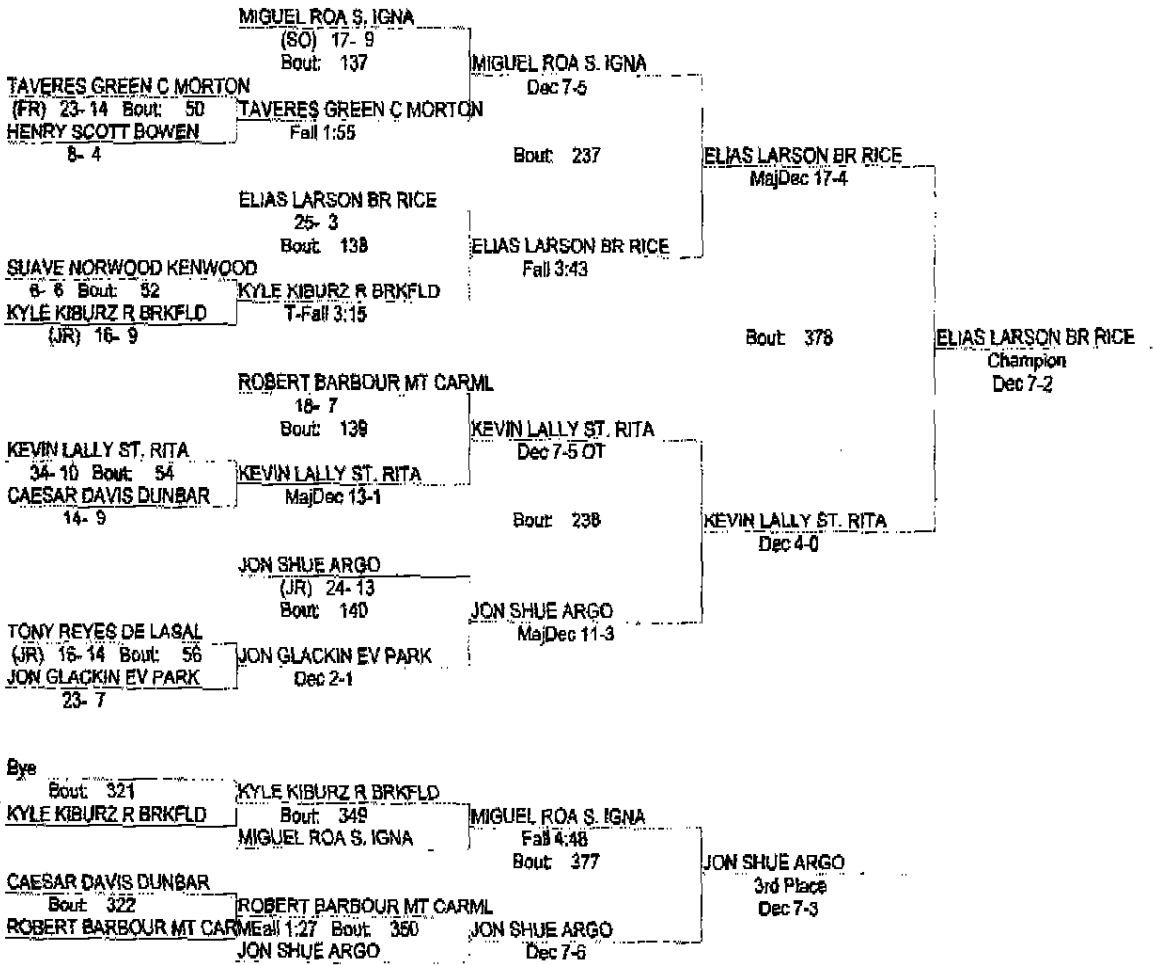 MIGUEL ROA S. IGNA
(SO) 17- 9
Bout: 137
MIGUEL ROA S. IGNA
Dec 7-5
TAVERES GREEN C MORTON
(FR) 23- 14 Bout: 50
TAVERES GREEN C MORTON
Fall 1:55
HENRY SCOTT BOWEN
8- 4
Bout: 237
ELIAS LARSON BR RICE
MajDec 17-4
ELIAS LARSON BR RICE
25- 3
Bout: 138
ELIAS LARSON BR RICE
Fall 3:43
SUAVE NORWOOD KENWOOD
6- 6 Bout: 52
KYLE KIBURZ R BRKFLD
T-Fall 3:15
KYLE KIBURZ R BRKFLD
(JR) 16- 9
Bout: 378
ELIAS LARSON BR RICE
Champion
Dec 7-2
ROBERT BARBOUR MT CARML
18- 7
Bout: 139
KEVIN LALLY ST. RITA
Dec 7-5 OT
KEVIN LALLY ST. RITA
34- 10 Bout: 54
KEVIN LALLY ST. RITA
MajDec 13-1
CAESAR DAVIS DUNBAR
14- 9
Bout: 238
KEVIN LALLY ST. RITA
Dec 4-0
JON SHUE ARGO
(JR) 24- 13
Bout: 140
JON SHUE ARGO
MajDec 11-3
TONY REYES DE LASAL
(JR) 16- 14 Bout: 56
JON GLACKIN EV PARK
Dec 2-1
JON GLACKIN EV PARK
23- 7
Bye
Bout: 321
KYLE KIBURZ R BRKFLD
KYLE KIBURZ R BRKFLD
Bout: 349
MIGUEL ROA S. IGNA
MIGUEL ROA S. IGNA
Fall 4:48
Bout: 377
JON SHUE ARGO
3rd Place
Dec 7-3
CAESAR DAVIS DUNBAR
Bout: 322
ROBERT BARBOUR MT CARML
ROBERT BARBOUR MT CARM
Fall 1:27 Bout: 350
JON SHUE ARGO
JON SHUE ARGO
Dec 7-6